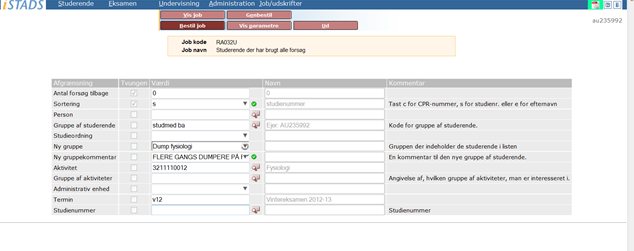 iSTADS Studerende Eksamen Undervisning Administration Job/udskrifter
Vis job Genbestil
Bestil job Vis parametre Ud
au235992
Job kode RA032U
Job navn Studerende der har brugt alle forsøg
Afgrænsning Tvungen Værdi Navn Kommentar
Antal forsøg tilbage 0 0
Sortering s studienummer Tast c for CPR-nummer, s for studienr. eller e for efternavn
Person
Gruppe af studerende studmed ba Ejer AU235992 Kode for gruppe af studerende.
Studieordning
Ny gruppe Dump fysiologi Gruppen der indeholder de studerende i listen
Ny gruppekommentar FLERE GANGS DUMPERE PÅ En kommentar til den nye gruppe af studerende.
Aktivitet 3211110012 Fysiologi
Gruppe af aktiviteter Angivelse af, hvilken gruppe af aktiviteter, man er interesseret i.
Administrativ enhed
Termin v12 Vintereksamen 2012-13
Studienummer Studienummer